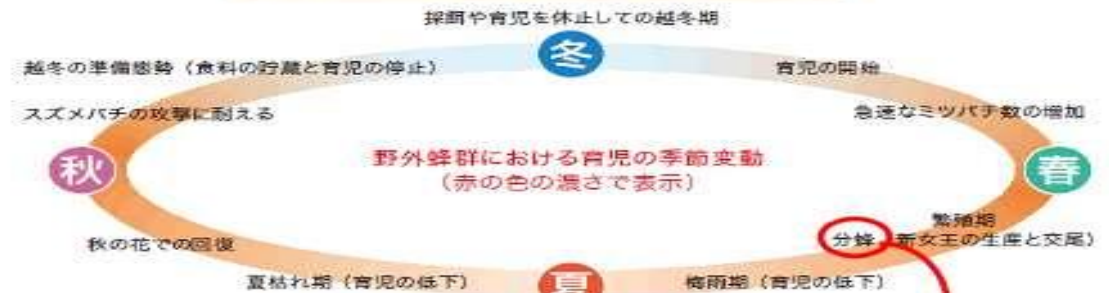 採餌や育児を休止しての越冬期
冬
越冬の準備態勢（食料の貯蔵と育児の停止）
育児の開始
スズメバチの攻撃に耐える
急速なミツバチ数の増加
野外蜂群における育児の季節変動
（赤の色の濃さで表示）
秋
春
繁殖期
分蜂（新女王の生産と交尾）
秋の花での回復
夏枯れ期（育児の低下）
夏
梅雨期（育児の低下）